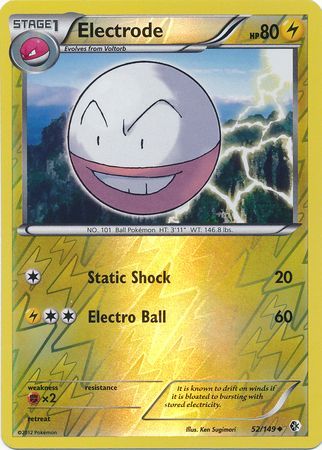 STAGE1
Electrode
HP80
Evolves from Voltorb
NO. 101 Ball Pokémon HT: 3'11" WT: 146.8 lbs.
Static Shock 20
Electro Ball 60
weakness
resistance
×2
retreat
It is known to drift on winds if
it is bloated to bursting with
stored electricity.
©2012 Pokémon
Illus. Ken Sugimori
52/149